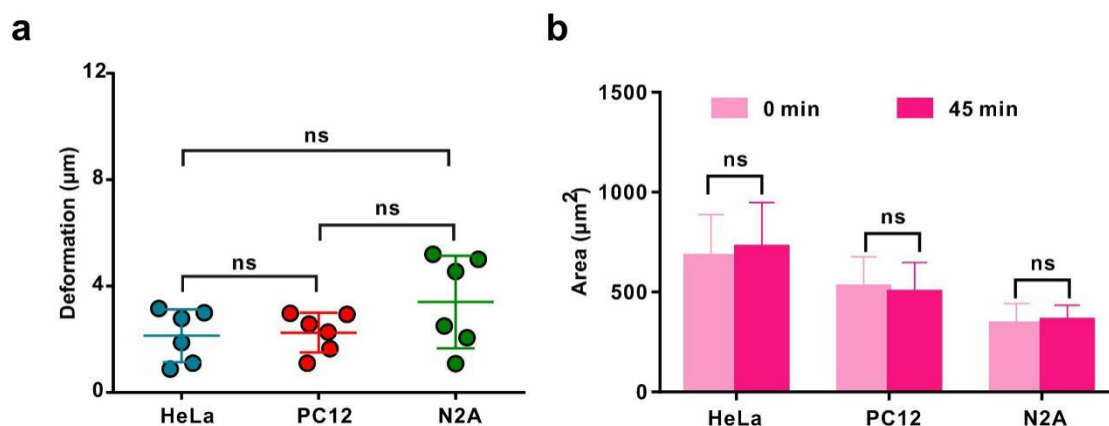 a
Deformation (μm)
12
8
4
0
ns
ns
ns
HeLa
PC12
N2A
b
Area (μm²)
1500
1000
500
0
0 min
45 min
ns
ns
ns
HeLa
PC12
N2A